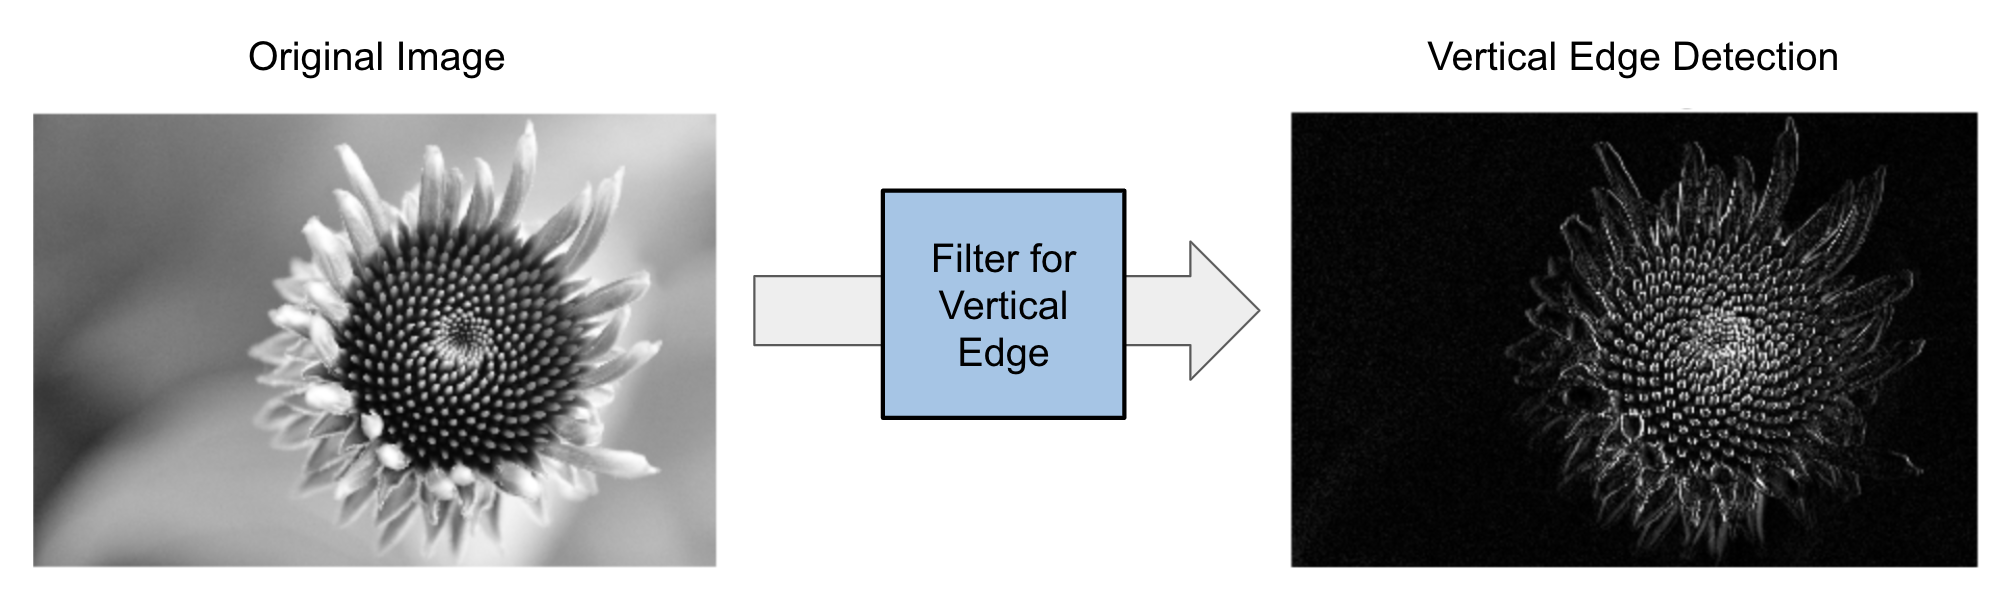 Original Image
Vertical Edge Detection
Filter for
Vertical
Edge